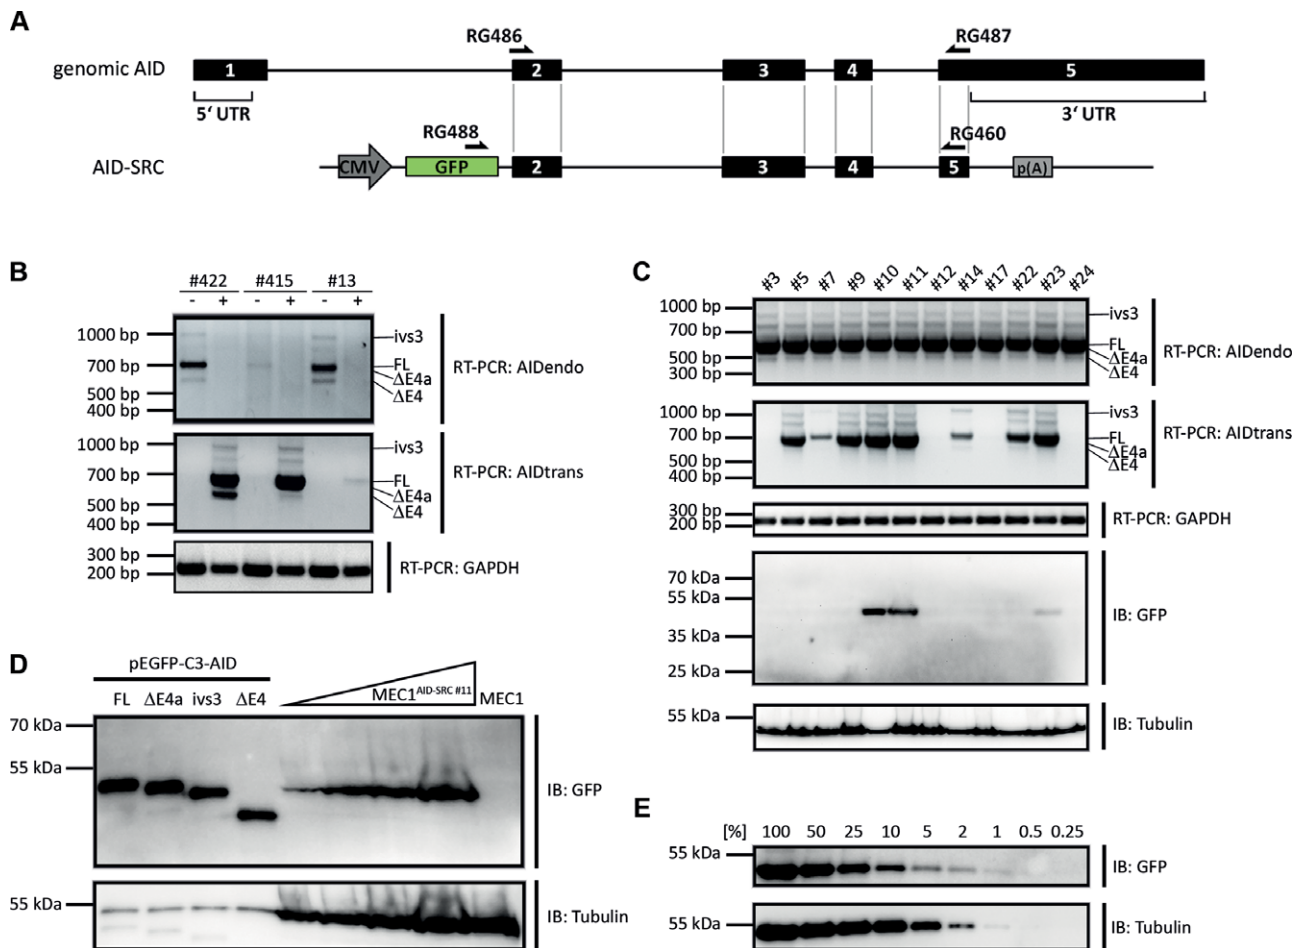 A
RG486
RG487
genomic AID
1
2
3
4
5
5' UTR
3' UTR
RG488
RG460
AID-SRC
CMV
GFP
2
3
4
5
p(A)
B
#422 #415 #13
- + - + - +
1000 bp
700 bp
500 bp
400 bp
ivs3
FL
ΔE4a
ΔE4
RT-PCR: AIDendo
1000 bp
700 bp
500 bp
400 bp
ivs3
FL
ΔE4a
ΔE4
RT-PCR: AIDtrans
300 bp
200 bp
RT-PCR: GAPDH
C
#3 #5 #7 #9 #10 #11 #12 #14 #17 #22 #23 #24
1000 bp
700 bp
500 bp
300 bp
ivs3
FL
ΔE4a
ΔE4
RT-PCR: AIDendo
1000 bp
700 bp
500 bp
400 bp
ivs3
FL
ΔE4a
ΔE4
RT-PCR: AIDtrans
300 bp
200 bp
RT-PCR: GAPDH
70 kDa
55 kDa
35 kDa
25 kDa
IB: GFP
55 kDa
IB: Tubulin
D
pEGFP-C3-AID
FL ΔE4a ivs3 ΔE4 MEC1 AID-SRC #11 MEC1
70 kDa
55 kDa
IB: GFP
55 kDa
IB: Tubulin
E
[%] 100 50 25 10 5 2 1 0.5 0.25
55 kDa
IB: GFP
55 kDa
IB: Tubulin